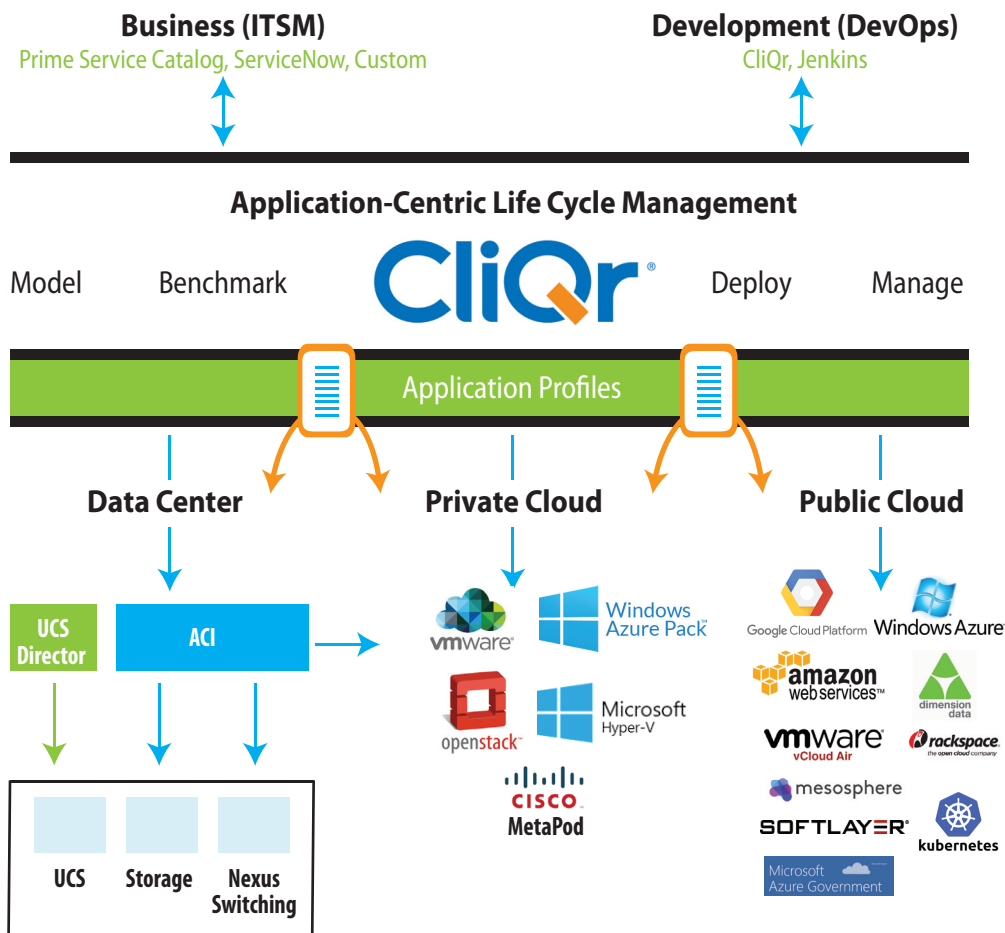 Business (ITSM)
Prime Service Catalog, ServiceNow, Custom
Development (DevOps)
CliQr, Jenkins
Application-Centric Life Cycle Management
Model
Benchmark
CliQr®
Deploy
Manage
Application Profiles
Data Center
Private Cloud
Public Cloud
UCS
Director
ACI
UCS
Storage
Nexus
Switching
vmware®
Windows
Azure Pack™
openstack™
Microsoft
Hyper-V
CISCO
MetaPod
Google Cloud Platform
Windows Azure
amazon
web services™
dimension
data
vmware®
vCloud Air
rackspace.
the open cloud company
mesosphere
SOFTLAYER®
kubernetes
Microsoft
Azure Government